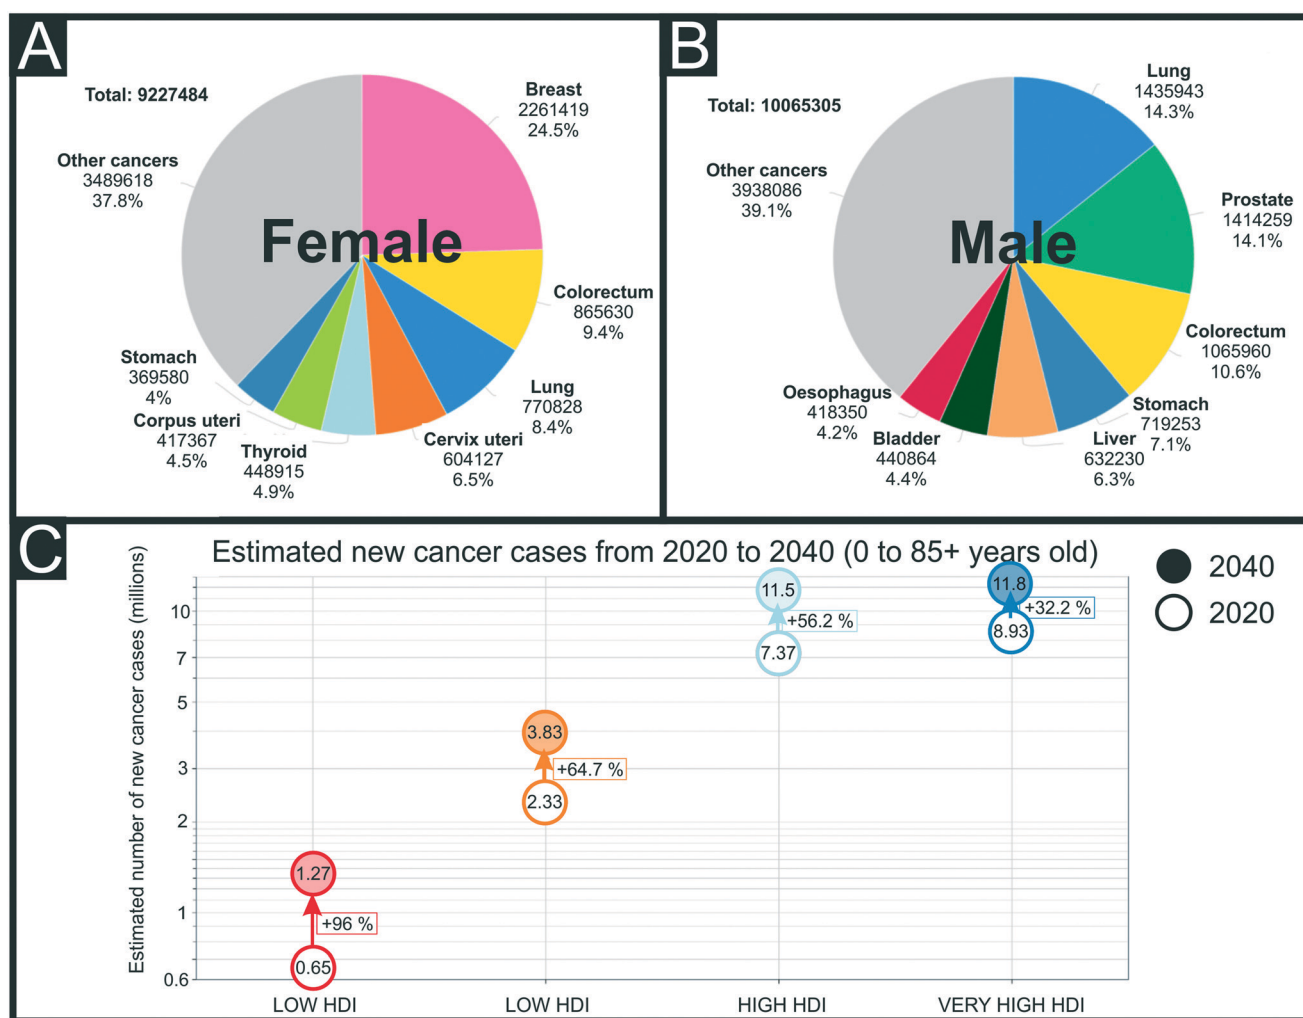 A
Total: 9227484
Female
Breast
2261419
24.5%
Colorectum
865630
9.4%
Lung
770828
8.4%
Cervix uteri
604127
6.5%
Thyroid
448915
4.9%
Corpus uteri
417367
4.5%
Stomach
369580
4%
Other cancers
3489618
37.8%
B
Total: 10065305
Male
Lung
1435943
14.3%
Prostate
1414259
14.1%
Colorectum
1065960
10.6%
Stomach
719253
7.1%
Liver
632230
6.3%
Bladder
440864
4.4%
Oesophagus
418350
4.2%
Other cancers
3938086
39.1%
C
Estimated new cancer cases from 2020 to 2040 (0 to 85+ years old)
2040
2020
Estimated number of new cancer cases (millions)
10
7
5
3
2
1
0.6
1.27
+96 %
0.65
3.83
+64.7 %
2.33
11.5
+56.2 %
7.37
11.8
+32.2 %
8.93
LOW HDI
LOW HDI
HIGH HDI
VERY HIGH HDI